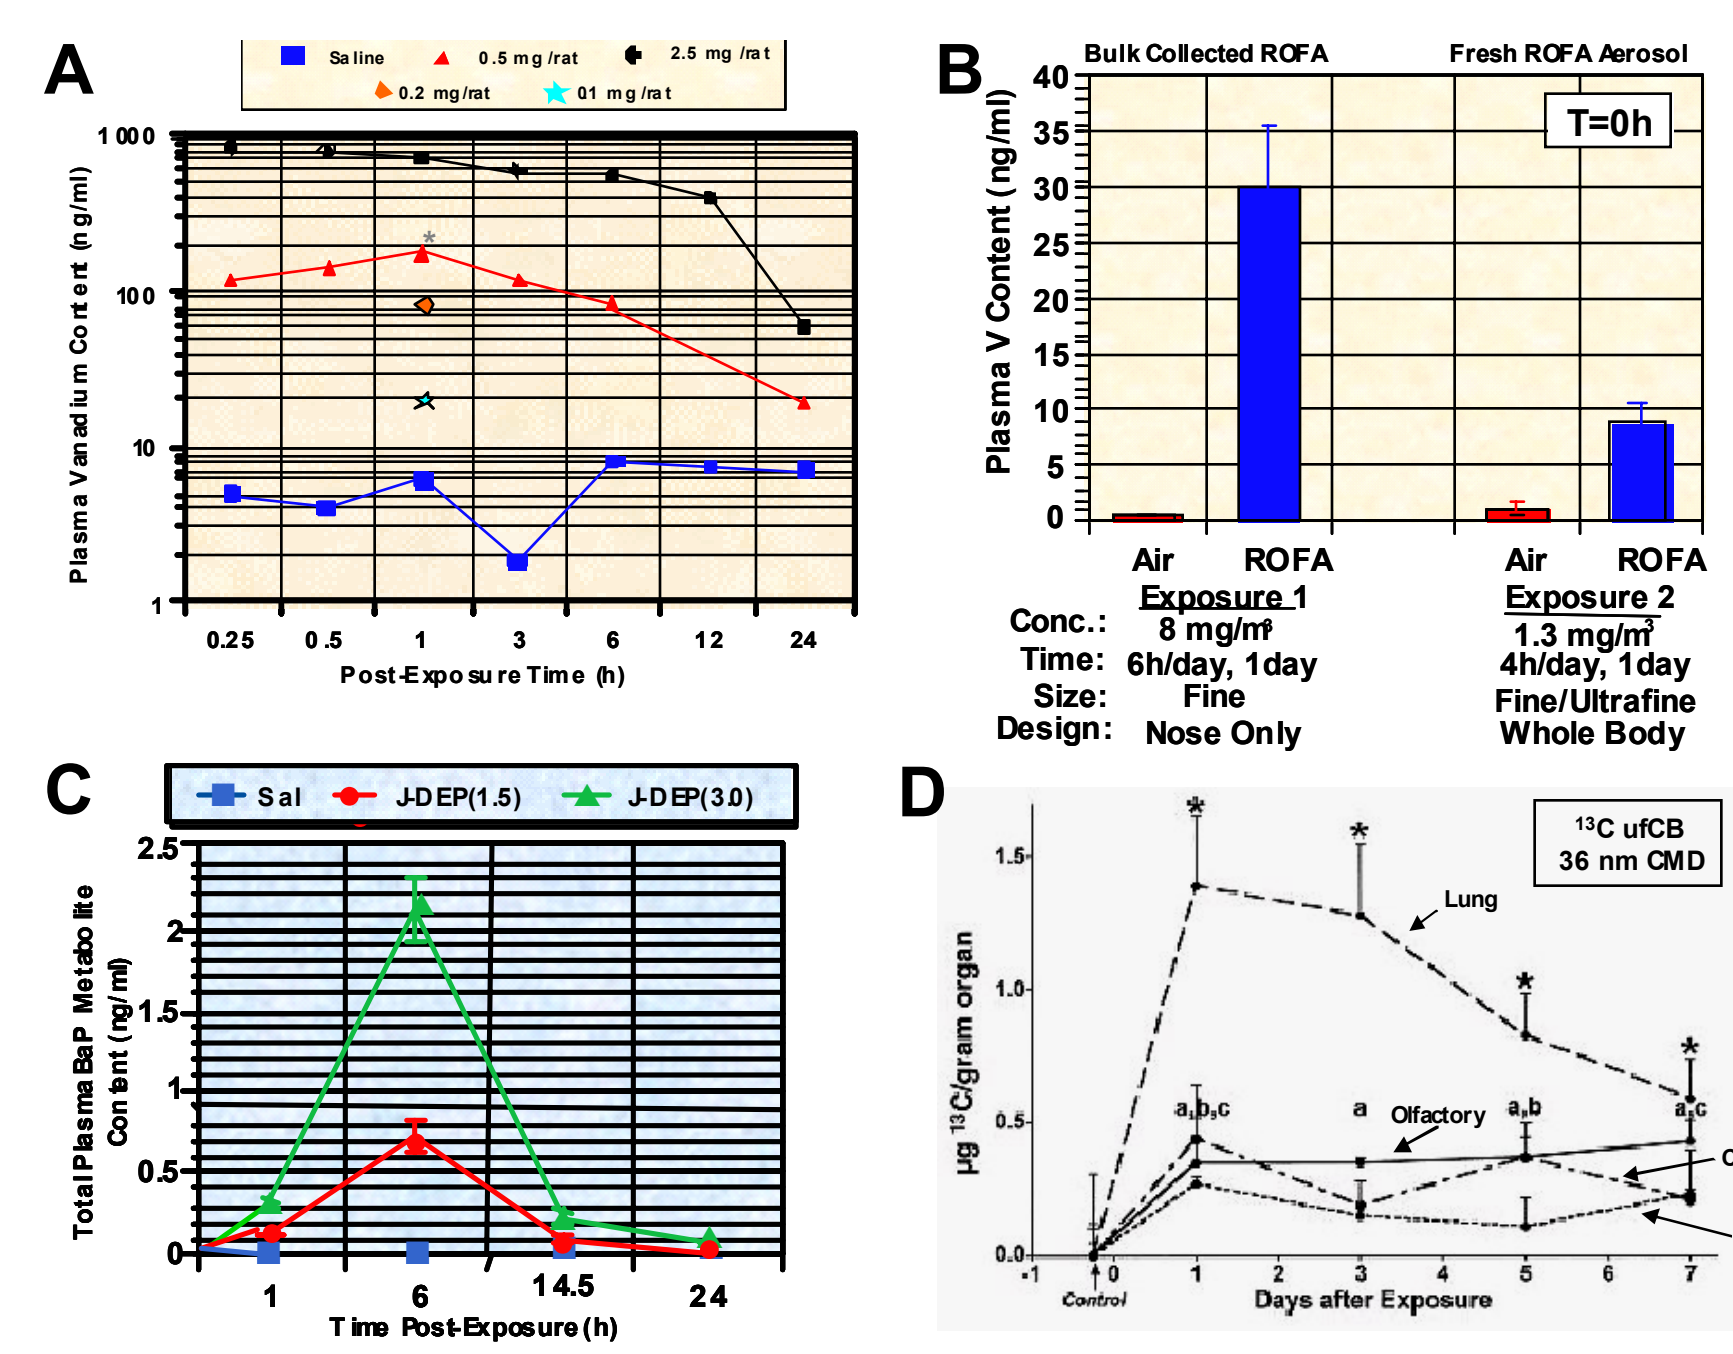 A
Saline
0.5 mg/rat
2.5 mg/rat
0.2 mg/rat
0.1 mg/rat
1000
100
10
1
Plasma Vanadium Content (ng/ml)
*
0.25 0.5 1 3 6 12 24
Post-Exposure Time (h)
B
Bulk Collected ROFA
Fresh ROFA Aerosol
T=0h
40
35
30
25
20
15
10
5
0
Plasma V Content (ng/ml)
Air ROFA Air ROFA
Exposure 1 Exposure 2
Conc.: 8 mg/m³ 1.3 mg/m³
Time: 6h/day, 1day 4h/day, 1day
Size: Fine Fine/Ultrafine
Design: Nose Only Whole Body
C
Sal J-DEP(1.5) J-DEP(3.0)
2.5
2
1.5
1
0.5
0
Total Plasma BaP Metabolite
Content (ng/ml)
1 6 14.5 24
Time Post-Exposure (h)
D
¹³C ufCB
36 nm CMD
1.5
1.0
0.5
0.0
µg ¹³C/gram organ
* * * *
Lung
a,b,c a a,b a,c
Olfactory
C
-1 0 1 2 3 4 5 6 7
Control
Days after Exposure